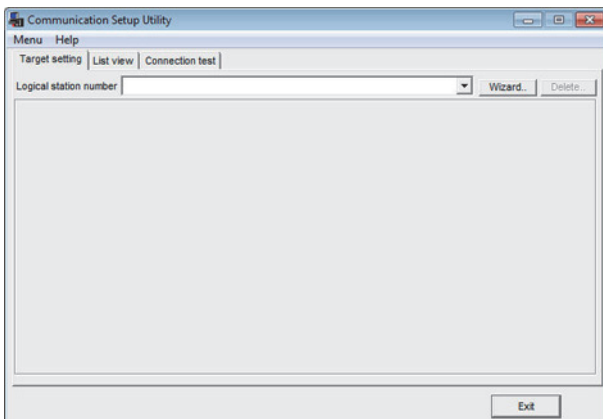 Communication Setup Utility
Menu Help
Target setting List view Connection test
Logical station number Wizard.. Delete..
Exit